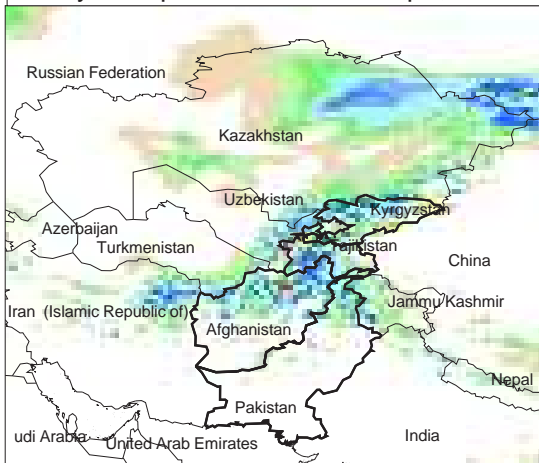 Russian Federation
Kazakhstan
Uzbekistan
Kyrgyzstan
Azerbaijan
Turkmenistan
Tajikistan
China
Iran (Islamic Republic of)
Jammu/Kashmir
Afghanistan
Nepal
Pakistan
udi Arabia
United Arab Emirates
India